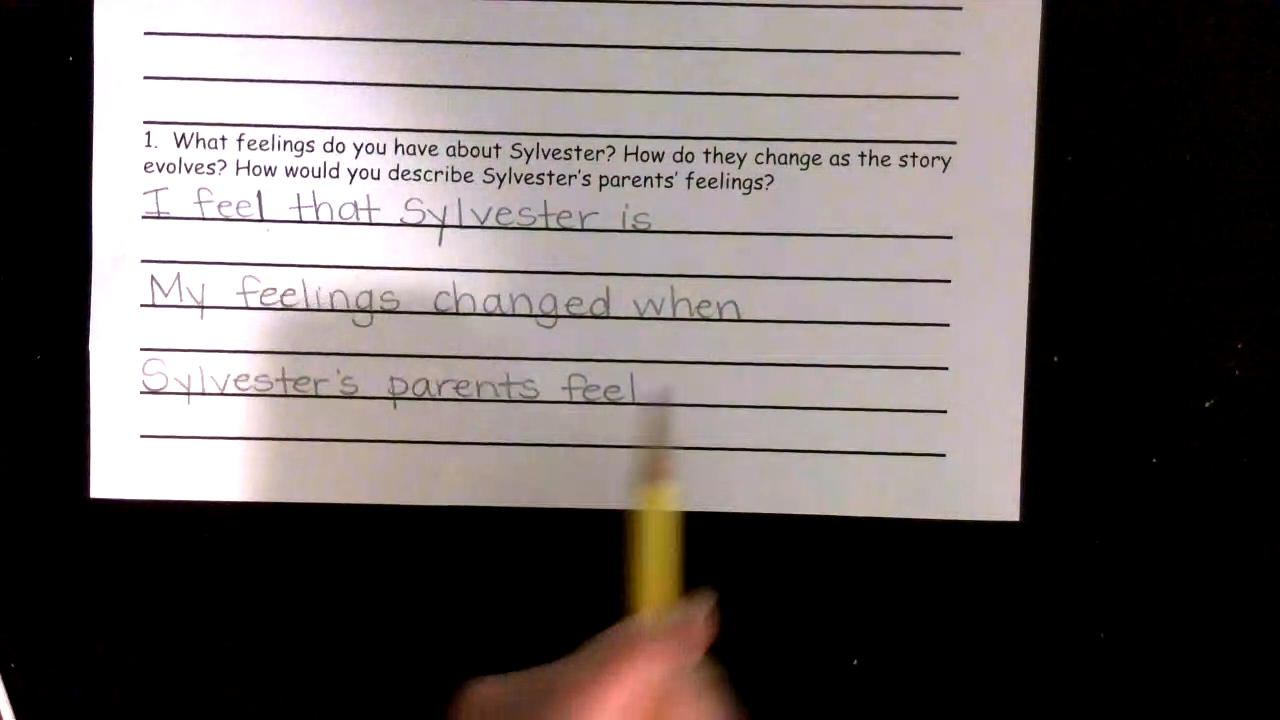 1. What feelings do you have about Sylvester? How do they change as the story
evolves? How would you describe Sylvester's parents' feelings?
I feel that Sylvester is
My feelings changed when
Sylvester's parents feel